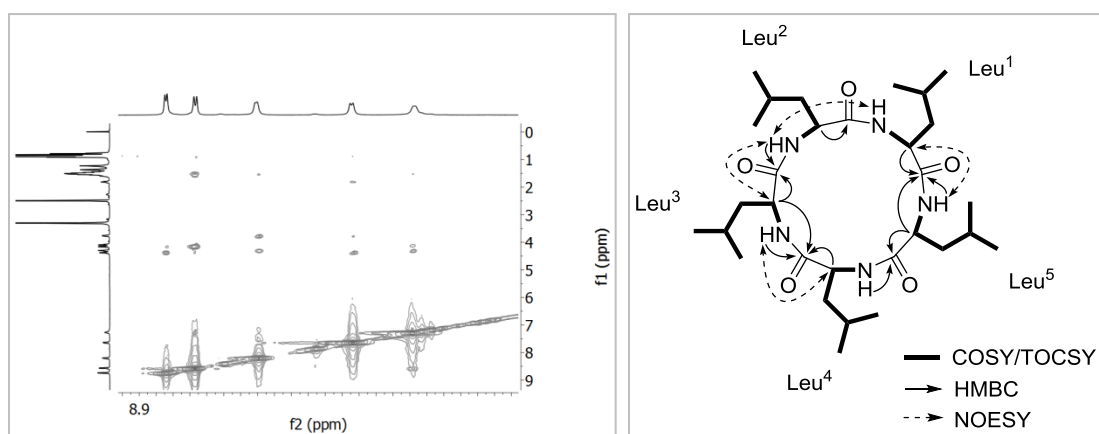 0
1
2
3
4
5
6
7
8
9
f1 (ppm)
8.9
f2 (ppm)
Leu2
Leu1
O
H
N
HN
O
O
NH
Leu3
HN
O
N
H
O
Leu5
Leu4
COSY/TOCSY
HMBC
NOESY